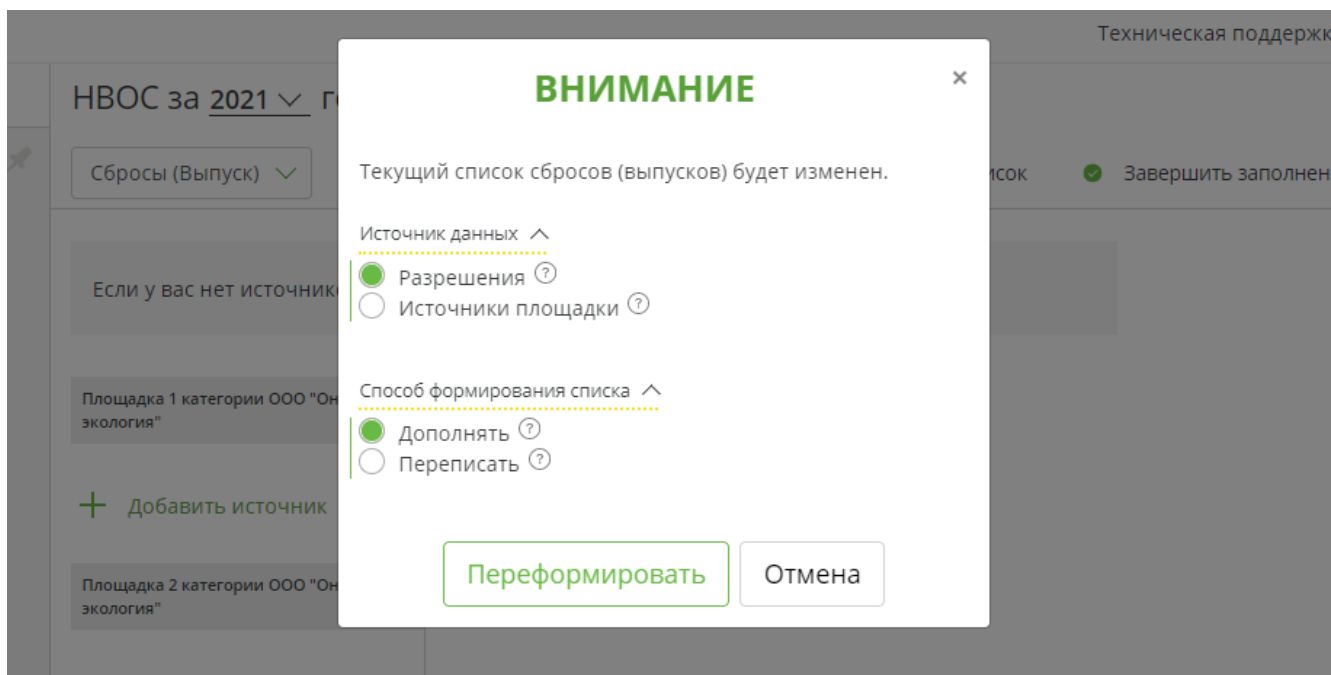 Техническая поддержк
НВОС за 2021 г
Сбросы (Выпуск)
исок
Завершить заполнен
Если у вас нет источник
Площадка 1 категории ООО "Он
экология"
Добавить источник
Площадка 2 категории ООО "Он
экология"
ВНИМАНИЕ
×
Текущий список сбросов (выпусков) будет изменен.
Источник данных
Разрешения ?
Источники площадки ?
Способ формирования списка
Дополнять ?
Переписать ?
Переформировать
Отмена